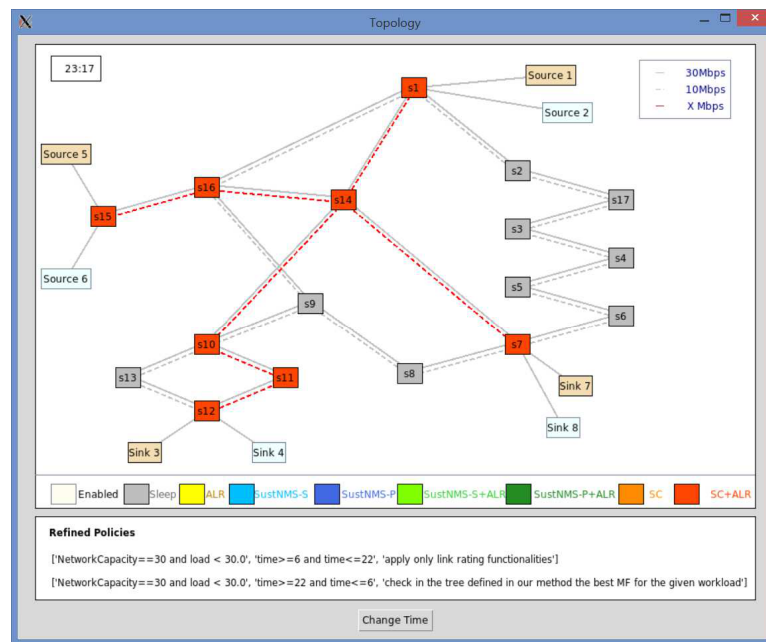 Topology
23:17
30Mbps
10Mbps
X Mbps
s1
Source 1
Source 2
Source 5
s2
s16
s14
s17
s15
s3
s4
Source 6
s5
s9
s6
s10
s7
s13
s11
s8
Sink 7
s12
Sink 8
Sink 3
Sink 4
Enabled Sleep ALR SustNMS-S SustNMS-P SustNMS-S+ALR SustNMS-P+ALR SC SC+ALR
Refined Policies
['NetworkCapacity==30 and load < 30.0', 'time>=6 and time<=22', 'apply only link rating functionalities']
['NetworkCapacity==30 and load < 30.0', 'time>=22 and time<=6', 'check in the tree defined in our method the best MF for the given workload']
Change Time